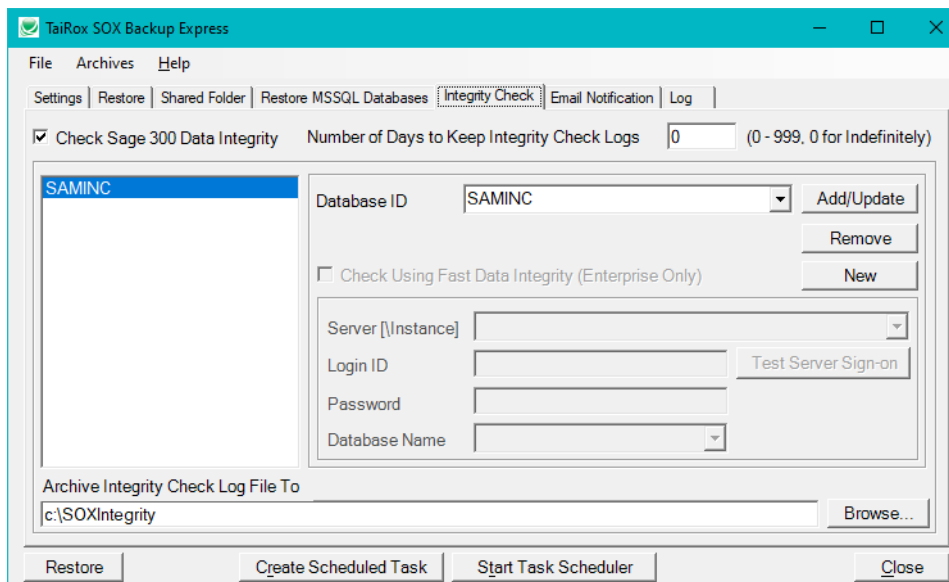 TaiRox SOX Backup Express
File Archives Help
Settings Restore Shared Folder Restore MSSQL Databases Integrity Check Email Notification Log
Check Sage 300 Data Integrity Number of Days to Keep Integrity Check Logs 0 (0 - 999, 0 for Indefinitely)
SAMINC
Database ID SAMINC Add/Update
Remove
Check Using Fast Data Integrity (Enterprise Only) New
Server [\Instance]
Login ID Test Server Sign-on
Password
Database Name
Archive Integrity Check Log File To
c:\SOXIntegrity Browse...
Restore Create Scheduled Task Start Task Scheduler Close